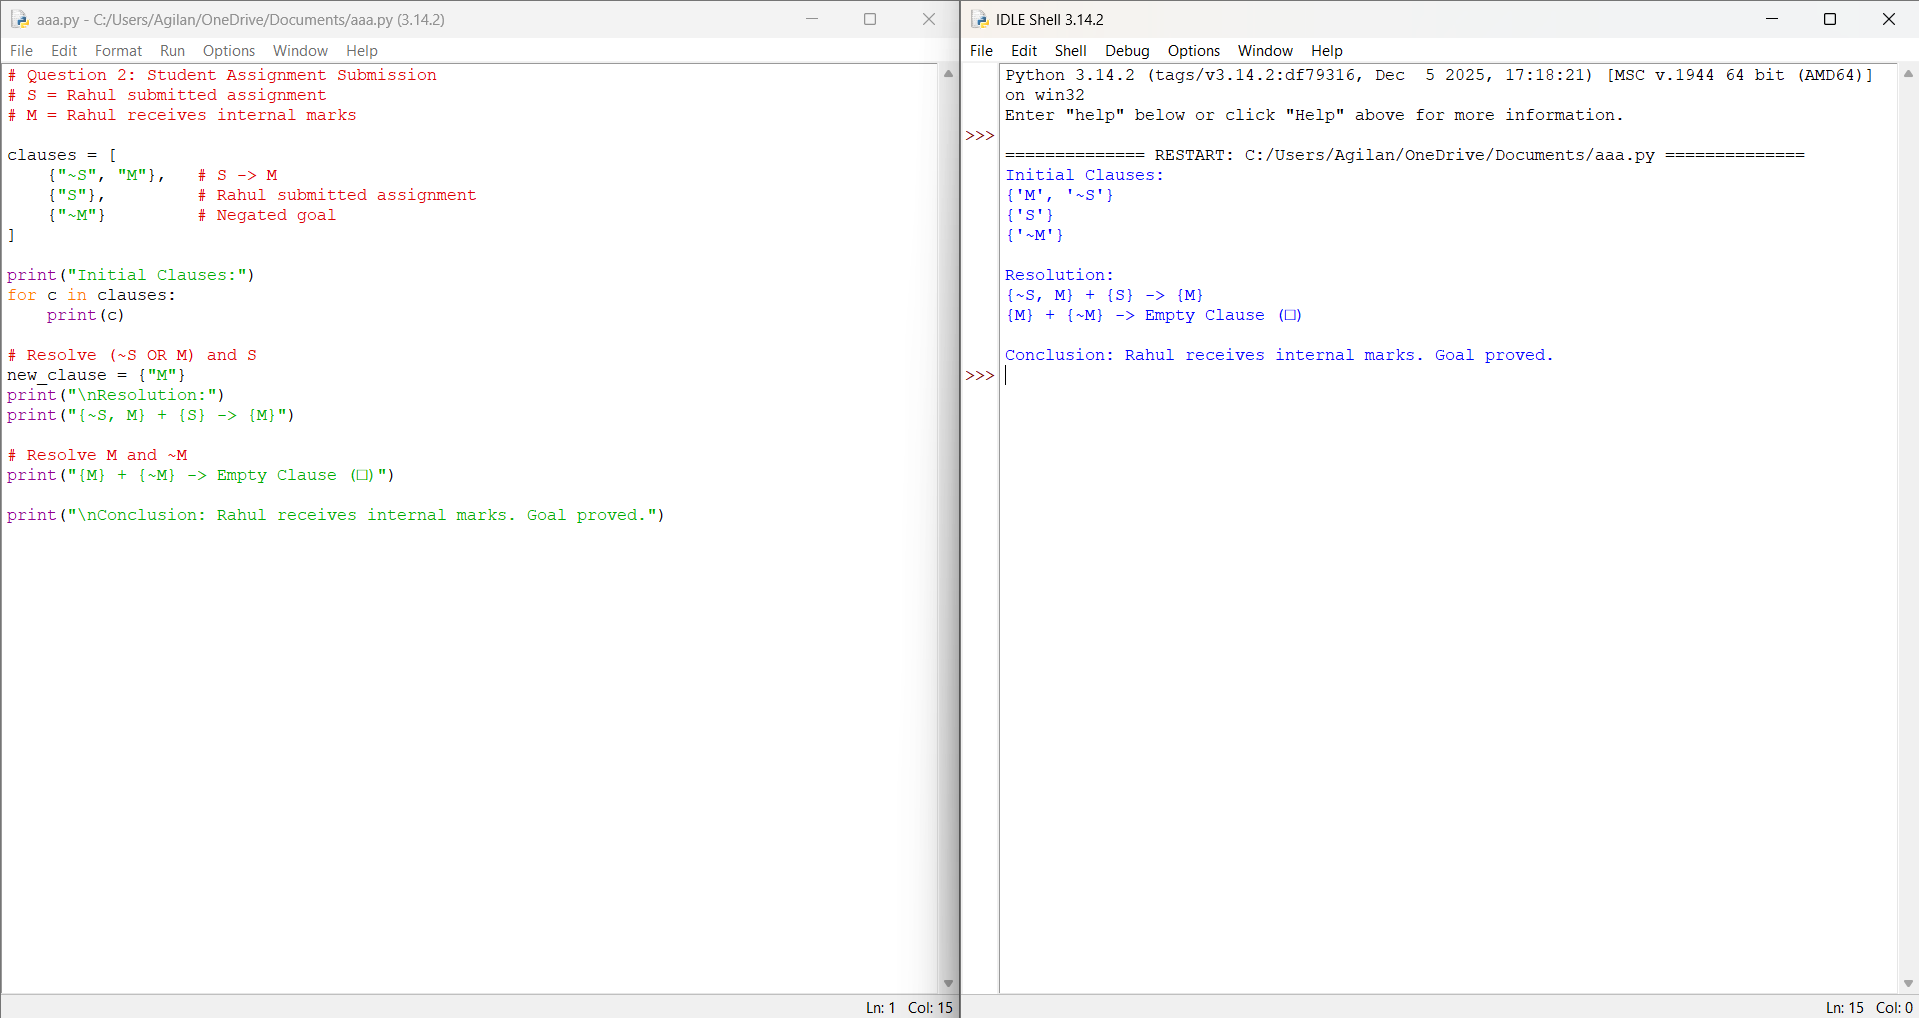 aaa.py - C:/Users/Agilan/OneDrive/Documents/aaa.py (3.14.2)
File Edit Format Run Options Window Help
# Question 2: Student Assignment Submission
# S = Rahul submitted assignment
# M = Rahul receives internal marks
clauses = [
    {"~S", "M"},   # S -> M
    {"S"},         # Rahul submitted assignment
    {"~M"}         # Negated goal
]
print("Initial Clauses:")
for c in clauses:
    print(c)
# Resolve (~S OR M) and S
new_clause = {"M"}
print("\nResolution:")
print("{~S, M} + {S} -> {M}")
# Resolve M and ~M
print("{M} + {~M} -> Empty Clause (□)")
print("\nConclusion: Rahul receives internal marks. Goal proved.")
Ln: 1 Col: 15
IDLE Shell 3.14.2
File Edit Shell Debug Options Window Help
Python 3.14.2 (tags/v3.14.2:df79316, Dec  5 2025, 17:18:21) [MSC v.1944 64 bit (AMD64)]
on win32
Enter "help" below or click "Help" above for more information.
>>>
============== RESTART: C:/Users/Agilan/OneDrive/Documents/aaa.py ==============
Initial Clauses:
{'M', '~S'}
{'S'}
{'~M'}
Resolution:
{~S, M} + {S} -> {M}
{M} + {~M} -> Empty Clause (□)
Conclusion: Rahul receives internal marks. Goal proved.
>>>
Ln: 15 Col: 0